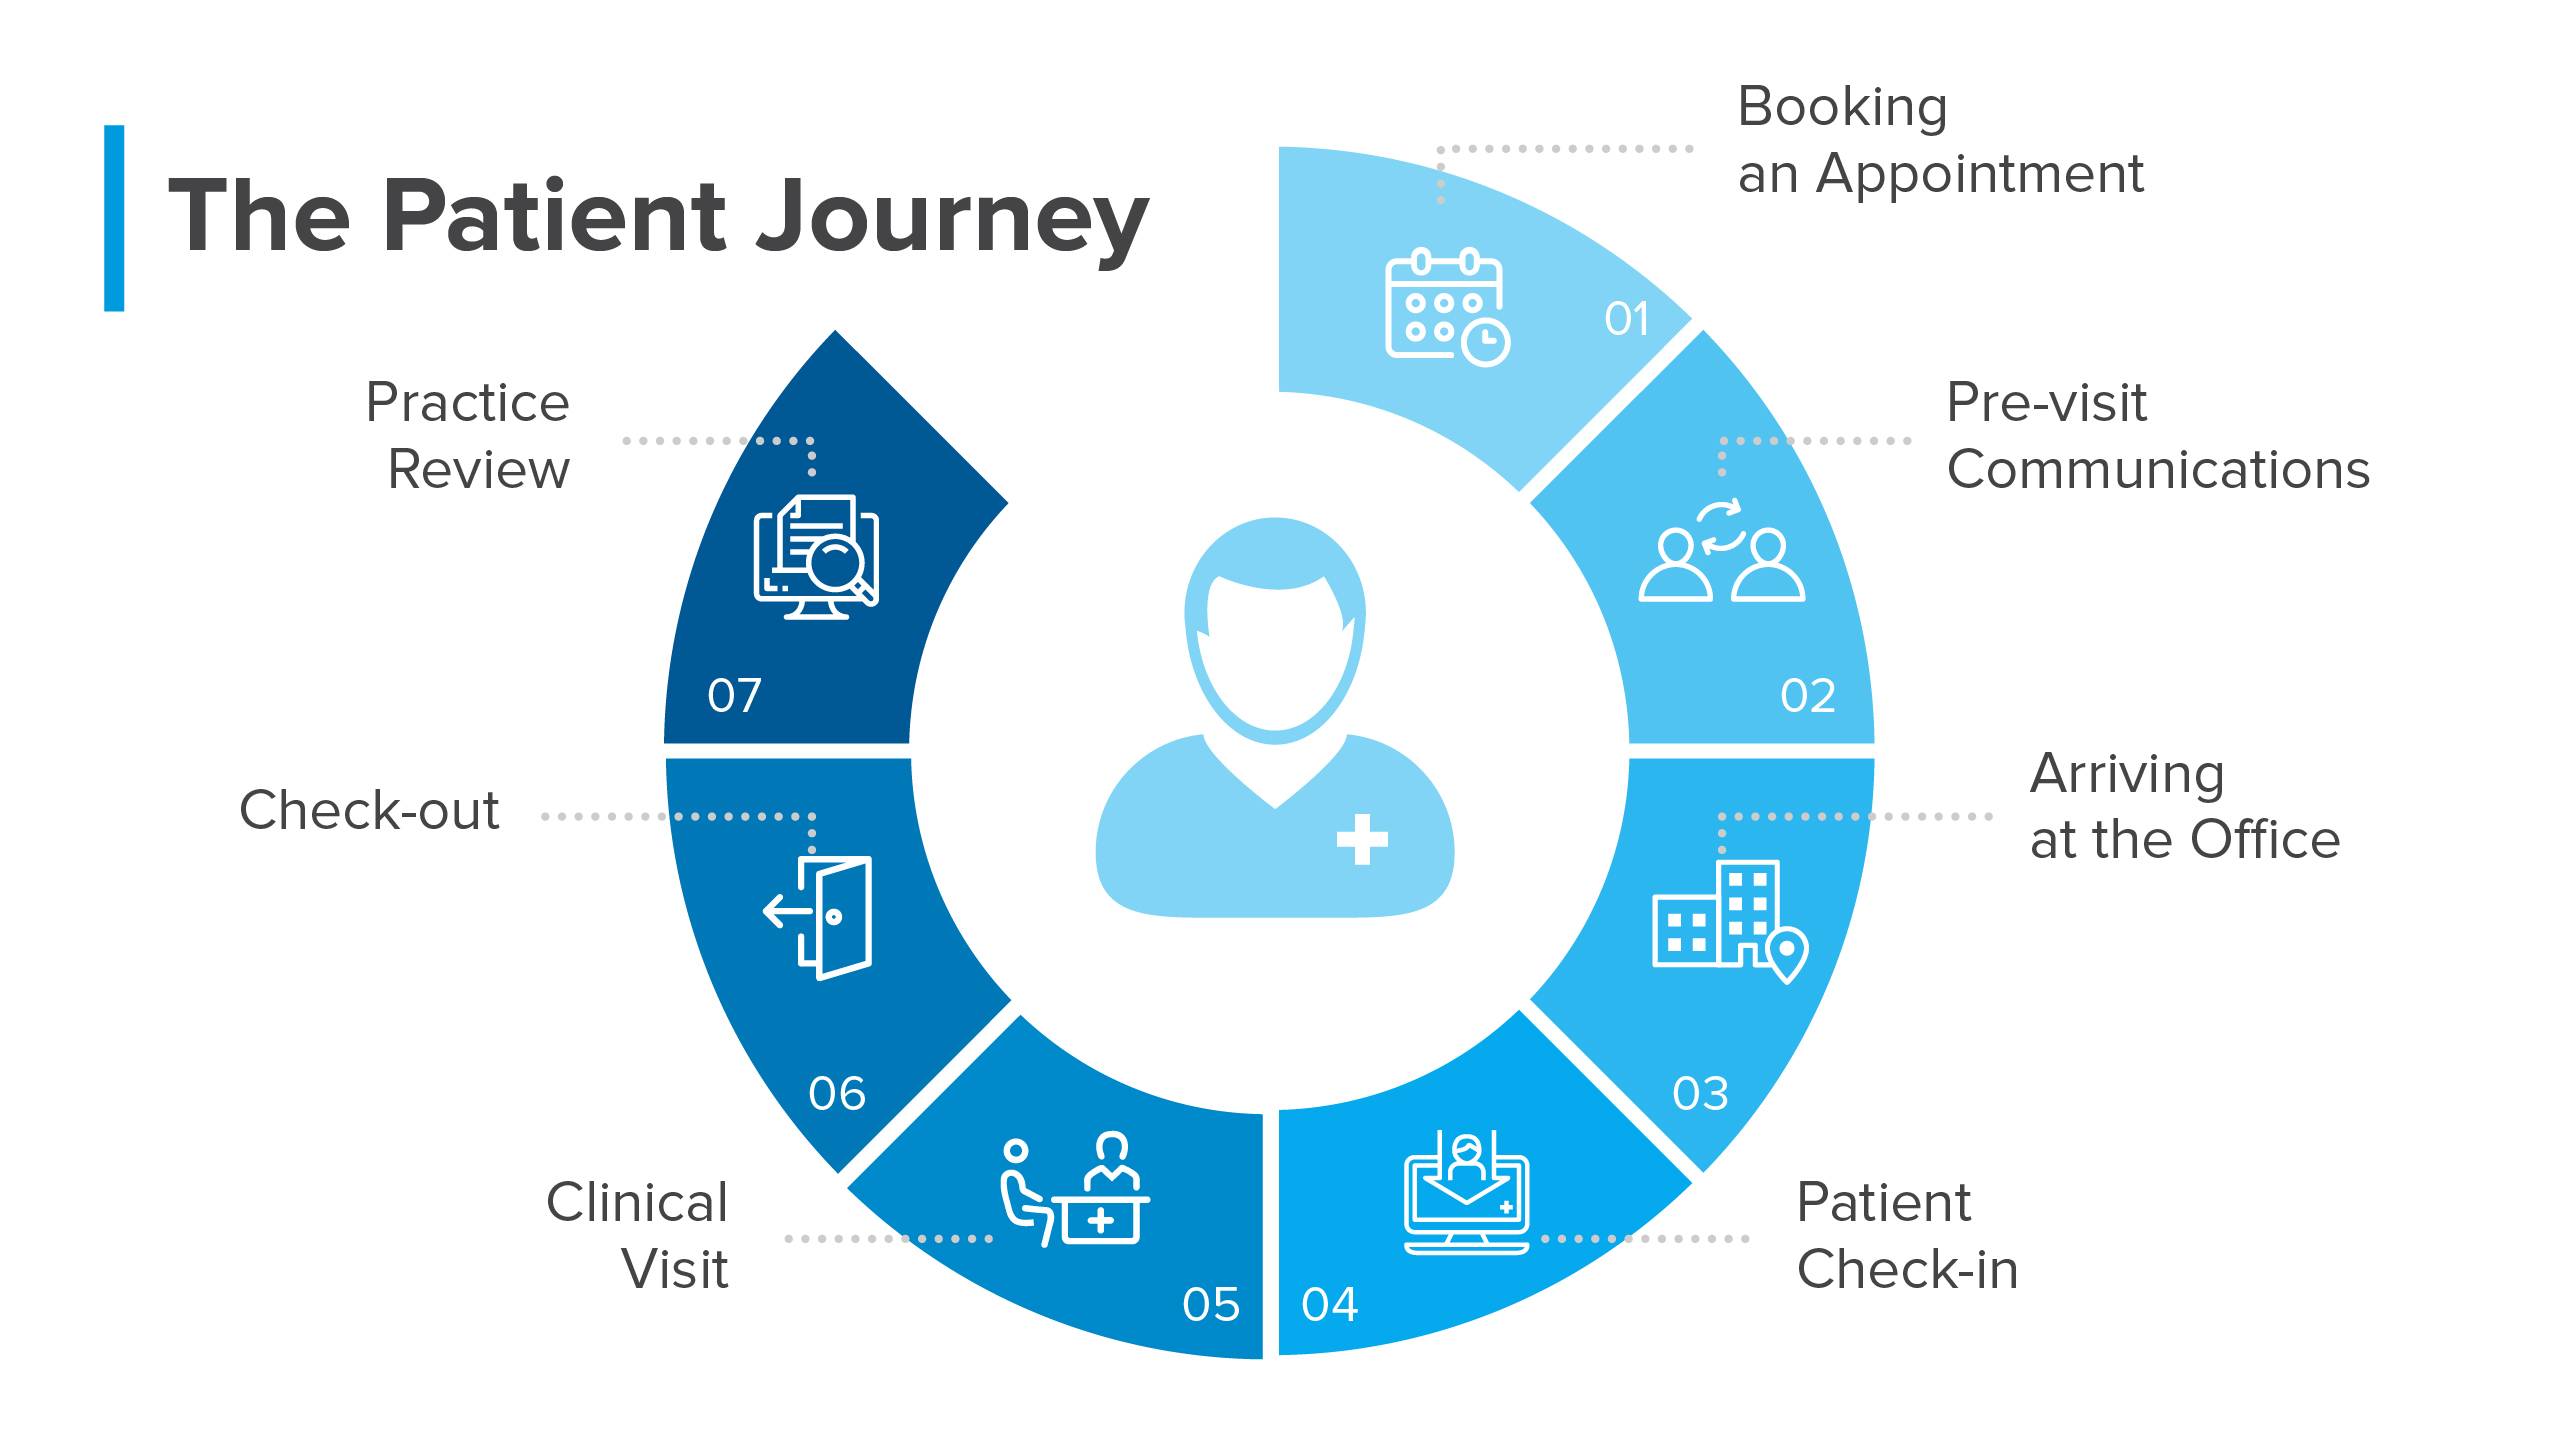 The Patient Journey
Booking
an Appointment
01
Pre-visit
Communications
02
Arriving
at the Office
03
Patient
Check-in
04
Clinical
Visit
05
Check-out
06
Practice
Review
07